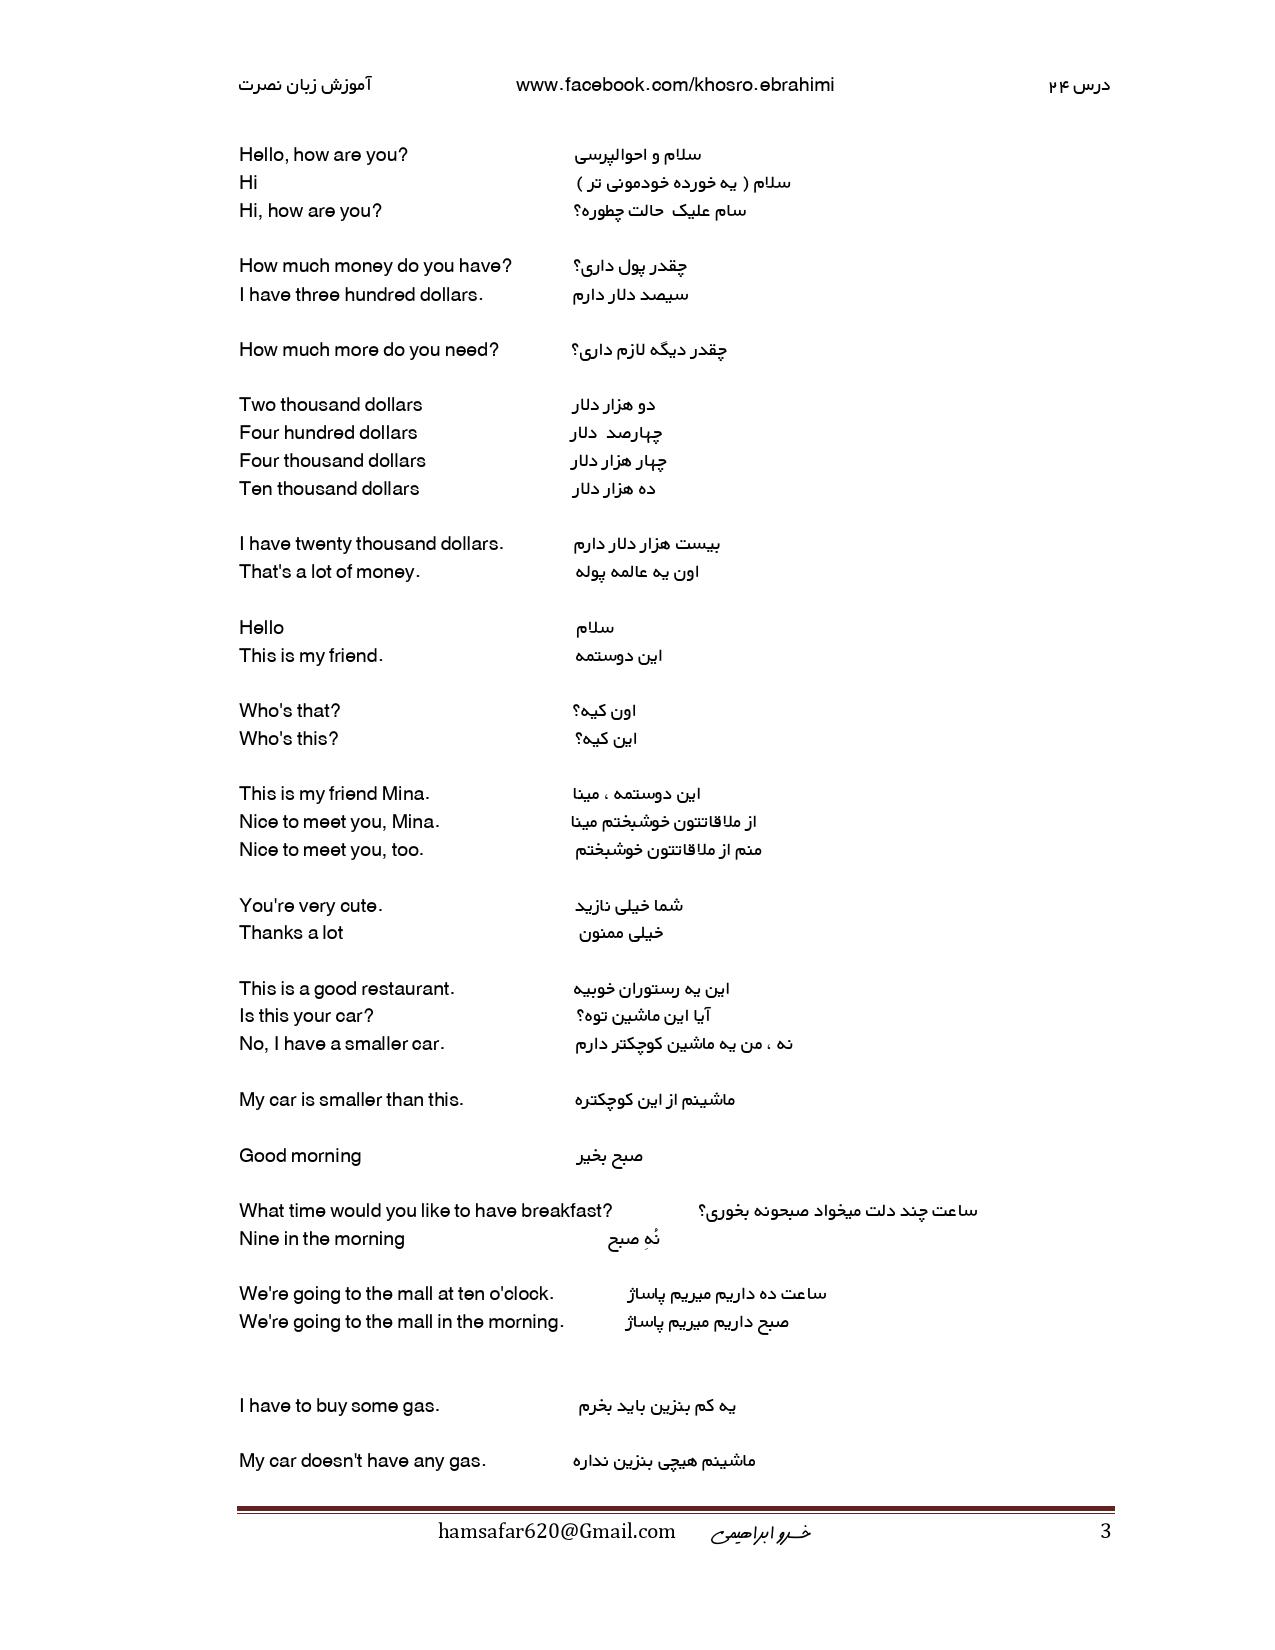 آموزش زبان نصرت www.facebook.com/khosro.ebrahimi درس ۲۴
Hello, how are you? سلام و احوالپرسی
Hi سلام ( یه خورده خودمونی تر )
Hi, how are you? سام علیک حالت چطوره؟
How much money do you have? چقدر پول داری؟
I have three hundred dollars. سیصد دلار دارم
How much more do you need? چقدر دیگه لازم داری؟
Two thousand dollars دو هزار دلار
Four hundred dollars چهارصد دلار
Four thousand dollars چهار هزار دلار
Ten thousand dollars ده هزار دلار
I have twenty thousand dollars. بیست هزار دلار دارم
That's a lot of money. اون یه عالمه پوله
Hello سلام
This is my friend. این دوستمه
Who's that? اون کیه؟
Who's this? این کیه؟
This is my friend Mina. این دوستمه ، مینا
Nice to meet you, Mina. از ملاقاتتون خوشبختم مینا
Nice to meet you, too. منم از ملاقاتتون خوشبختم
You're very cute. شما خیلی نازید
Thanks a lot خیلی ممنون
This is a good restaurant. این یه رستوران خوبیه
Is this your car? آیا این ماشین توه؟
No, I have a smaller car. نه ، من یه ماشین کوچکتر دارم
My car is smaller than this. ماشینم از این کوچکتره
Good morning صبح بخیر
What time would you like to have breakfast? ساعت چند دلت میخواد صبحونه بخوری؟
Nine in the morning نُهِ صبح
We're going to the mall at ten o'clock. ساعت ده داریم میریم پاساژ
We're going to the mall in the morning. صبح داریم میریم پاساژ
I have to buy some gas. یه کم بنزین باید بخرم
My car doesn't have any gas. ماشینم هیچی بنزین نداره
hamsafar620@Gmail.com خسرو ابراهیمی 3